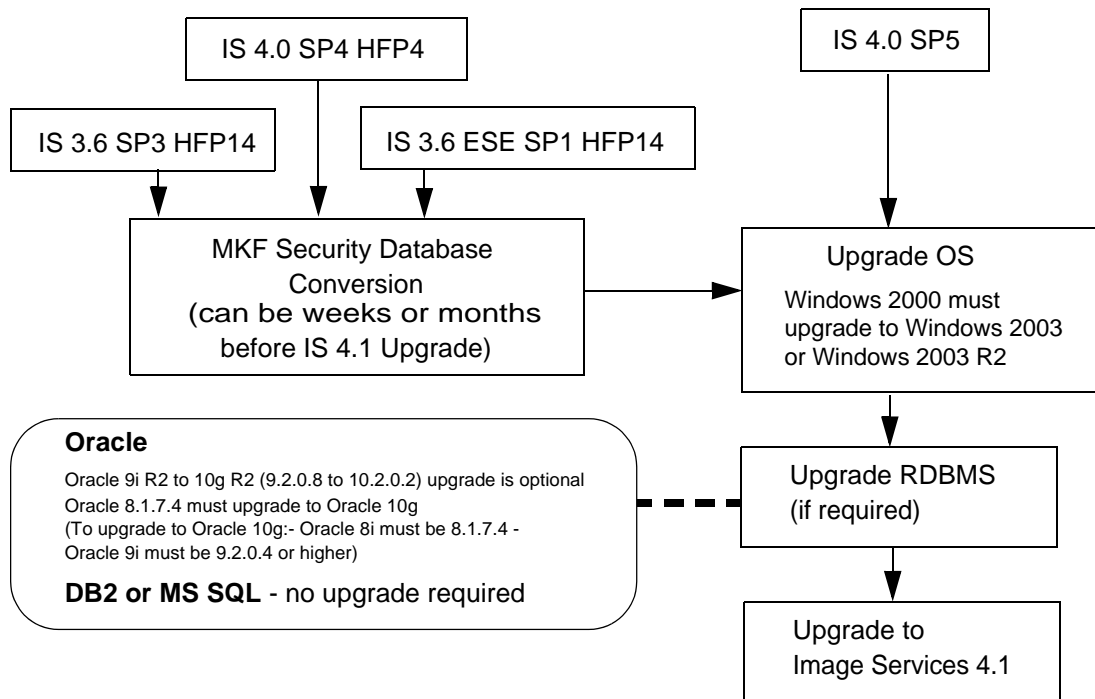 IS 4.0 SP4 HFP4
IS 4.0 SP5
IS 3.6 SP3 HFP14
IS 3.6 ESE SP1 HFP14
MKF Security Database
Conversion
(can be weeks or months
before IS 4.1 Upgrade)
Upgrade OS
Windows 2000 must
upgrade to Windows 2003
or Windows 2003 R2
Oracle
Oracle 9i R2 to 10g R2 (9.2.0.8 to 10.2.0.2) upgrade is optional
Oracle 8.1.7.4 must upgrade to Oracle 10g
(To upgrade to Oracle 10g:- Oracle 8i must be 8.1.7.4 -
Oracle 9i must be 9.2.0.4 or higher)
DB2 or MS SQL - no upgrade required
Upgrade RDBMS
(if required)
Upgrade to
Image Services 4.1